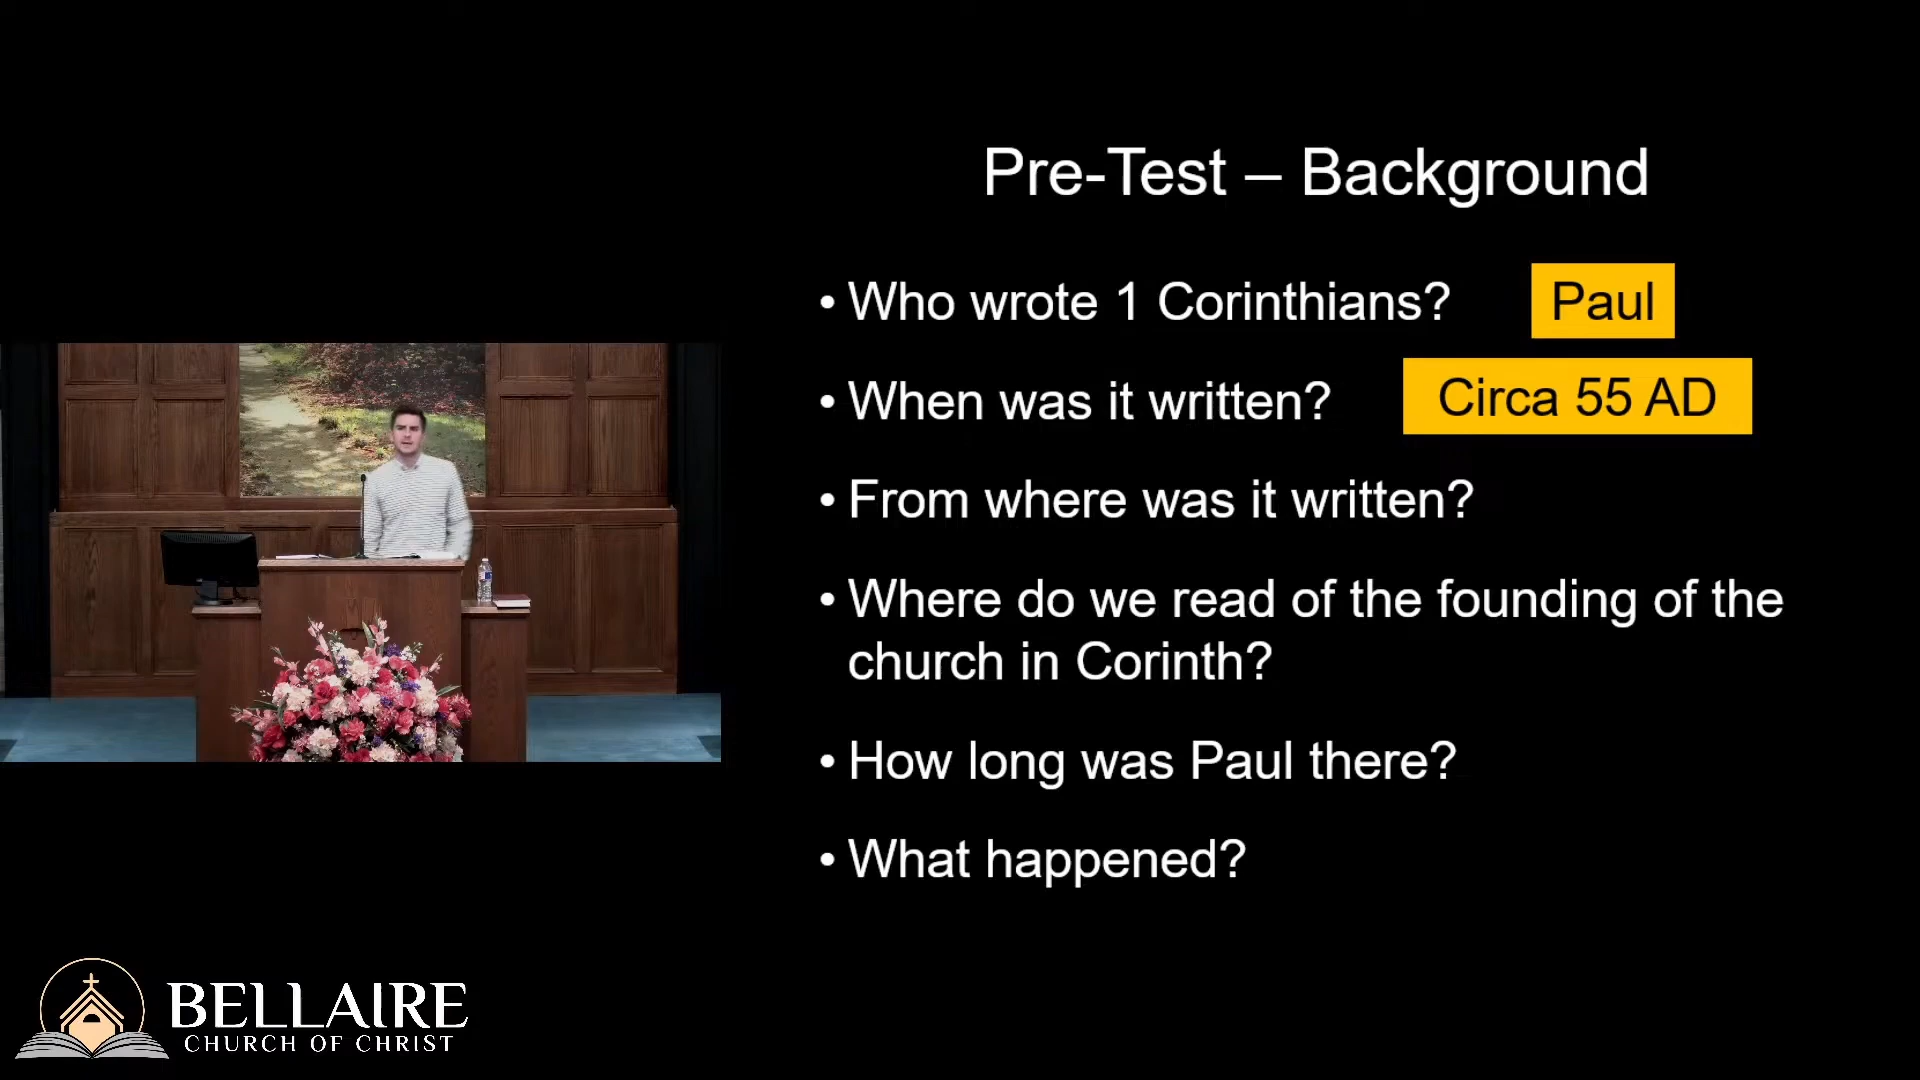 Pre-Test – Background
• Who wrote 1 Corinthians?
Paul
• When was it written?
Circa 55 AD
• From where was it written?
• Where do we read of the founding of the
church in Corinth?
• How long was Paul there?
• What happened?
BELLAIRE
CHURCH OF CHRIST